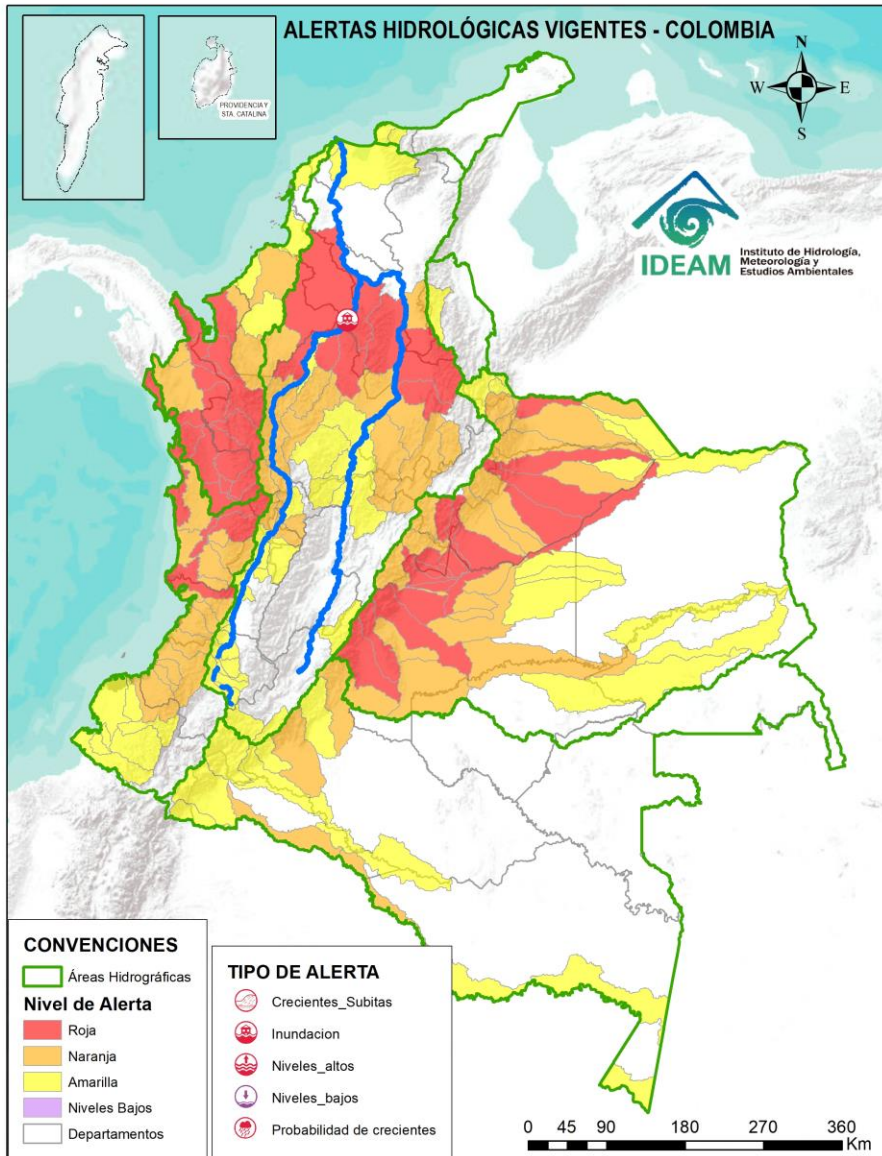 ALERTAS HIDROLÓGICAS VIGENTES - COLOMBIA
PROVIDENCIA Y
STA. CATALINA
N
W
E
S
IDEAM
Instituto de Hidrología,
Meteorología y
Estudios Ambientales
CONVENCIONES
Áreas Hidrográficas
Nivel de Alerta
Roja
Naranja
Amarilla
Niveles Bajos
Departamentos
TIPO DE ALERTA
Crecientes_Subitas
Inundacion
Niveles_altos
Niveles_bajos
Probabilidad de crecientes
0 45 90 180 270 360
Km